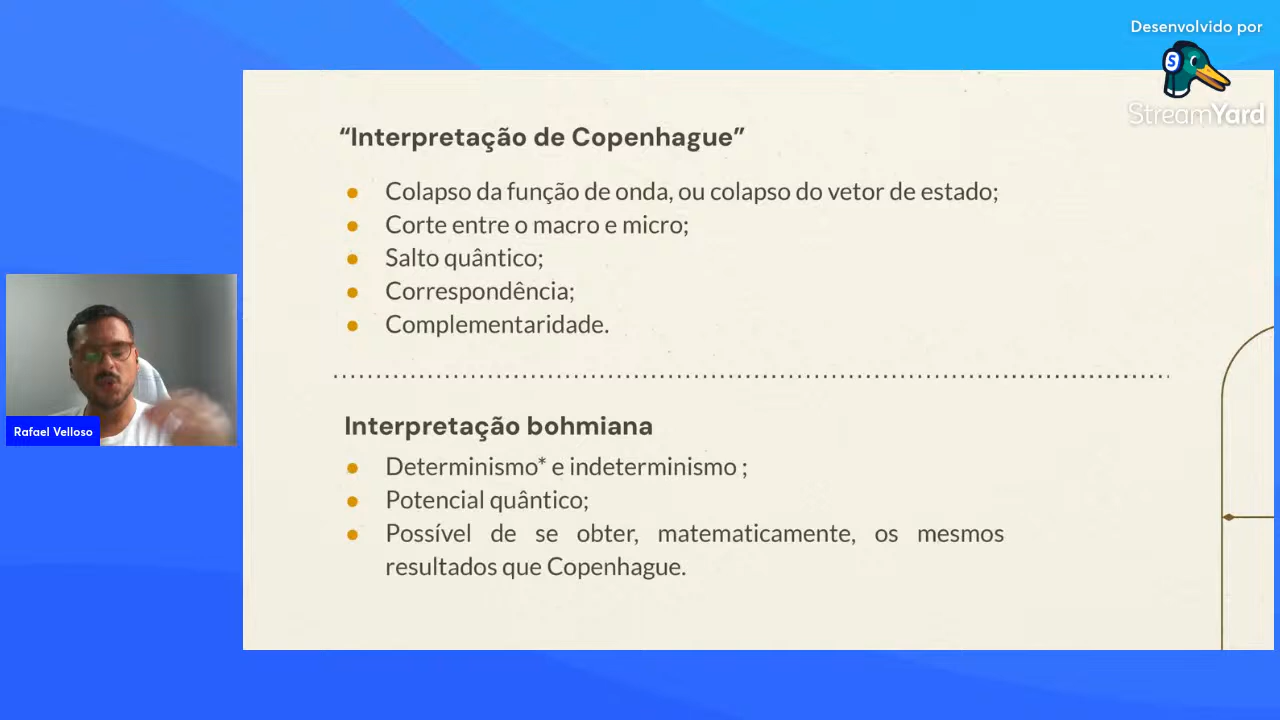 Desenvolvido por
S
StreamYard
“Interpretação de Copenhague”
● Colapso da função de onda, ou colapso do vetor de estado;
● Corte entre o macro e micro;
● Salto quântico;
● Correspondência;
● Complementaridade.
Interpretação bohmiana
● Determinismo* e indeterminismo ;
● Potencial quântico;
● Possível de se obter, matematicamente, os mesmos
resultados que Copenhague.
Rafael Velloso